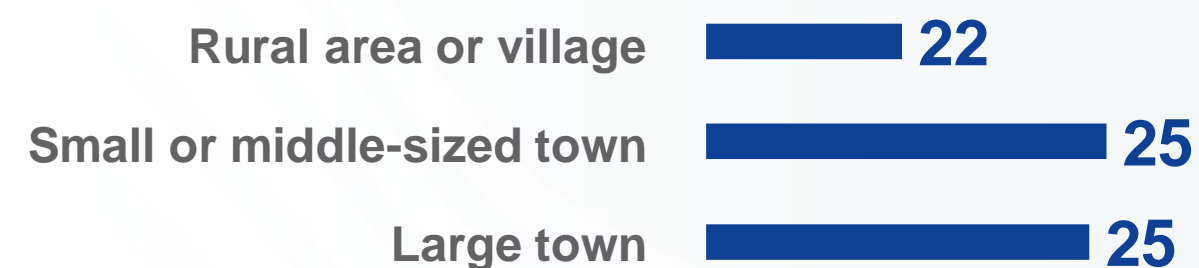 Rural area or village 22
Small or middle-sized town 25
Large town 25